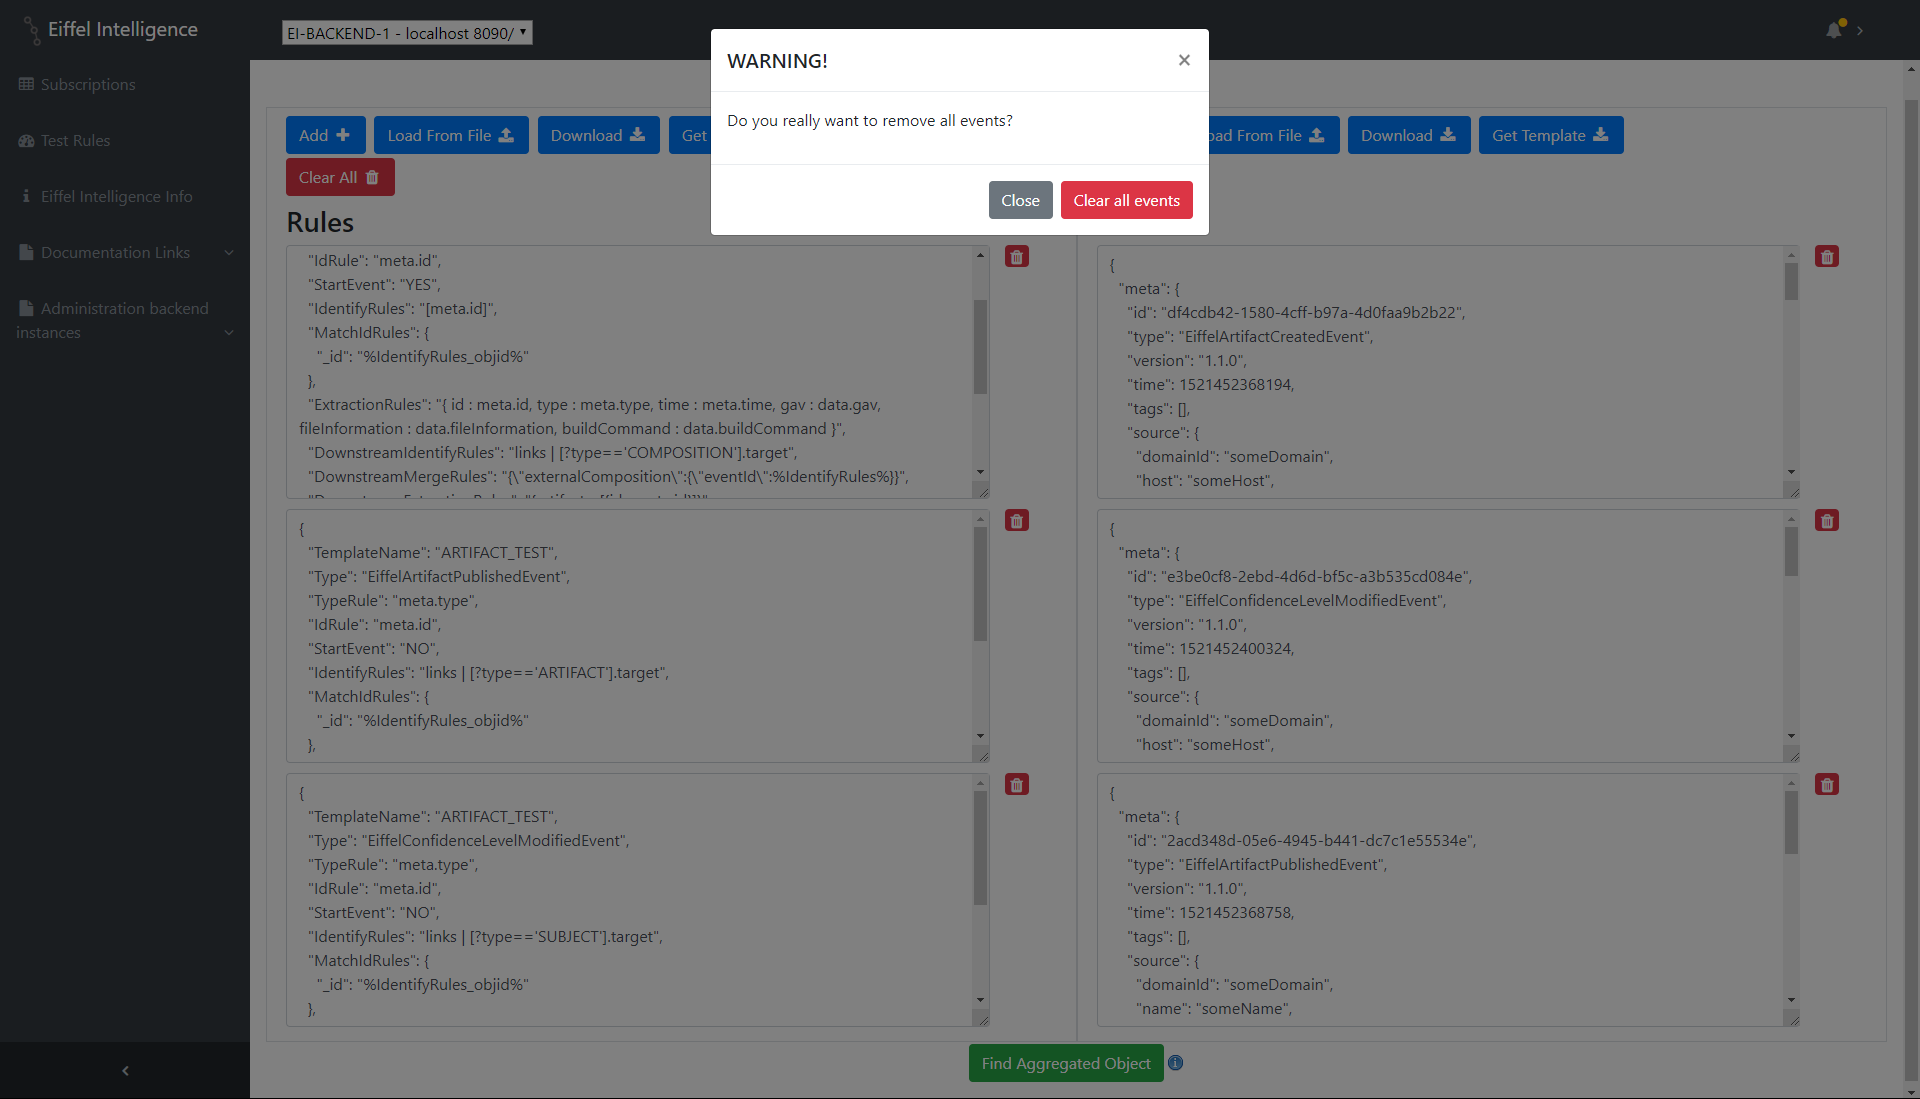 Eiffel Intelligence
EI-BACKEND-1 - localhost 8090/
Subscriptions
Test Rules
Eiffel Intelligence Info
Documentation Links
Administration backend
instances
WARNING!
×
Do you really want to remove all events?
Close
Clear all events
Add
Load From File
Download
Get
Clear All
Rules
"IdRule": "meta.id",
"StartEvent": "YES",
"IdentifyRules": "[meta.id]",
"MatchIdRules": {
"_id": "%IdentifyRules_objid%"
},
"ExtractionRules": "{ id : meta.id, type : meta.type, time : meta.time, gav : data.gav,
fileInformation : data.fileInformation, buildCommand : data.buildCommand }",
"DownstreamIdentifyRules": "links | [?type=='COMPOSITION'].target",
"DownstreamMergeRules": "{\"externalComposition\":{\"eventId\":%IdentifyRules%}}",
{
"TemplateName": "ARTIFACT_TEST",
"Type": "EiffelArtifactPublishedEvent",
"TypeRule": "meta.type",
"IdRule": "meta.id",
"StartEvent": "NO",
"IdentifyRules": "links | [?type=='ARTIFACT'].target",
"MatchIdRules": {
"_id": "%IdentifyRules_objid%"
},
{
"TemplateName": "ARTIFACT_TEST",
"Type": "EiffelConfidenceLevelModifiedEvent",
"TypeRule": "meta.type",
"IdRule": "meta.id",
"StartEvent": "NO",
"IdentifyRules": "links | [?type=='SUBJECT'].target",
"MatchIdRules": {
"_id": "%IdentifyRules_objid%"
},
oad From File
Download
Get Template
{
"meta": {
"id": "df4cdb42-1580-4cff-b97a-4d0faa9b2b22",
"type": "EiffelArtifactCreatedEvent",
"version": "1.1.0",
"time": 1521452368194,
"tags": [],
"source": {
"domainId": "someDomain",
"host": "someHost",
{
"meta": {
"id": "e3be0cf8-2ebd-4d6d-bf5c-a3b535cd084e",
"type": "EiffelConfidenceLevelModifiedEvent",
"version": "1.1.0",
"time": 1521452400324,
"tags": [],
"source": {
"domainId": "someDomain",
"host": "someHost",
{
"meta": {
"id": "2acd348d-05e6-4945-b441-dc7c1e55534e",
"type": "EiffelArtifactPublishedEvent",
"version": "1.1.0",
"time": 1521452368758,
"tags": [],
"source": {
"domainId": "someDomain",
"name": "someName",
Find Aggregated Object